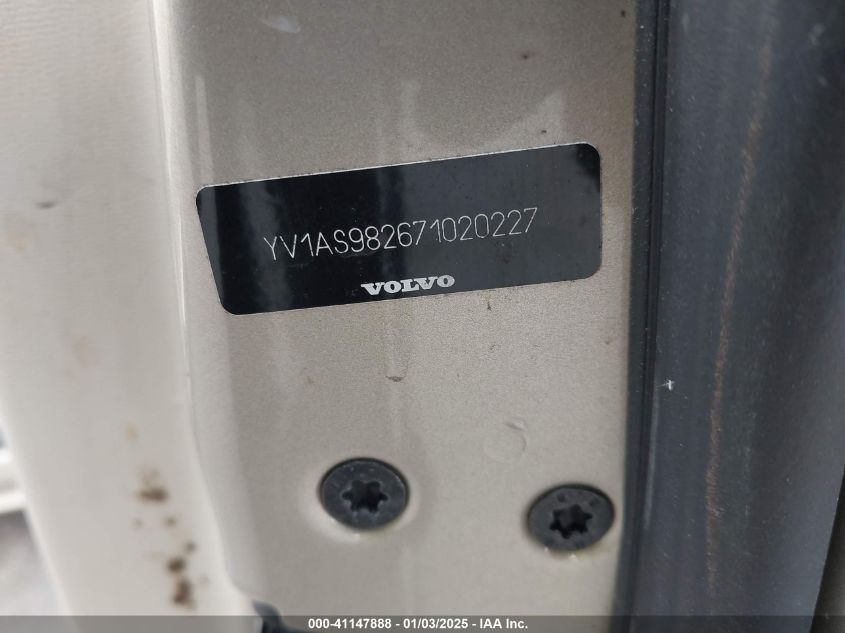 YV1AS982671020227
VOLVO
000-41147888 - 01/03/2025 - IAA Inc.